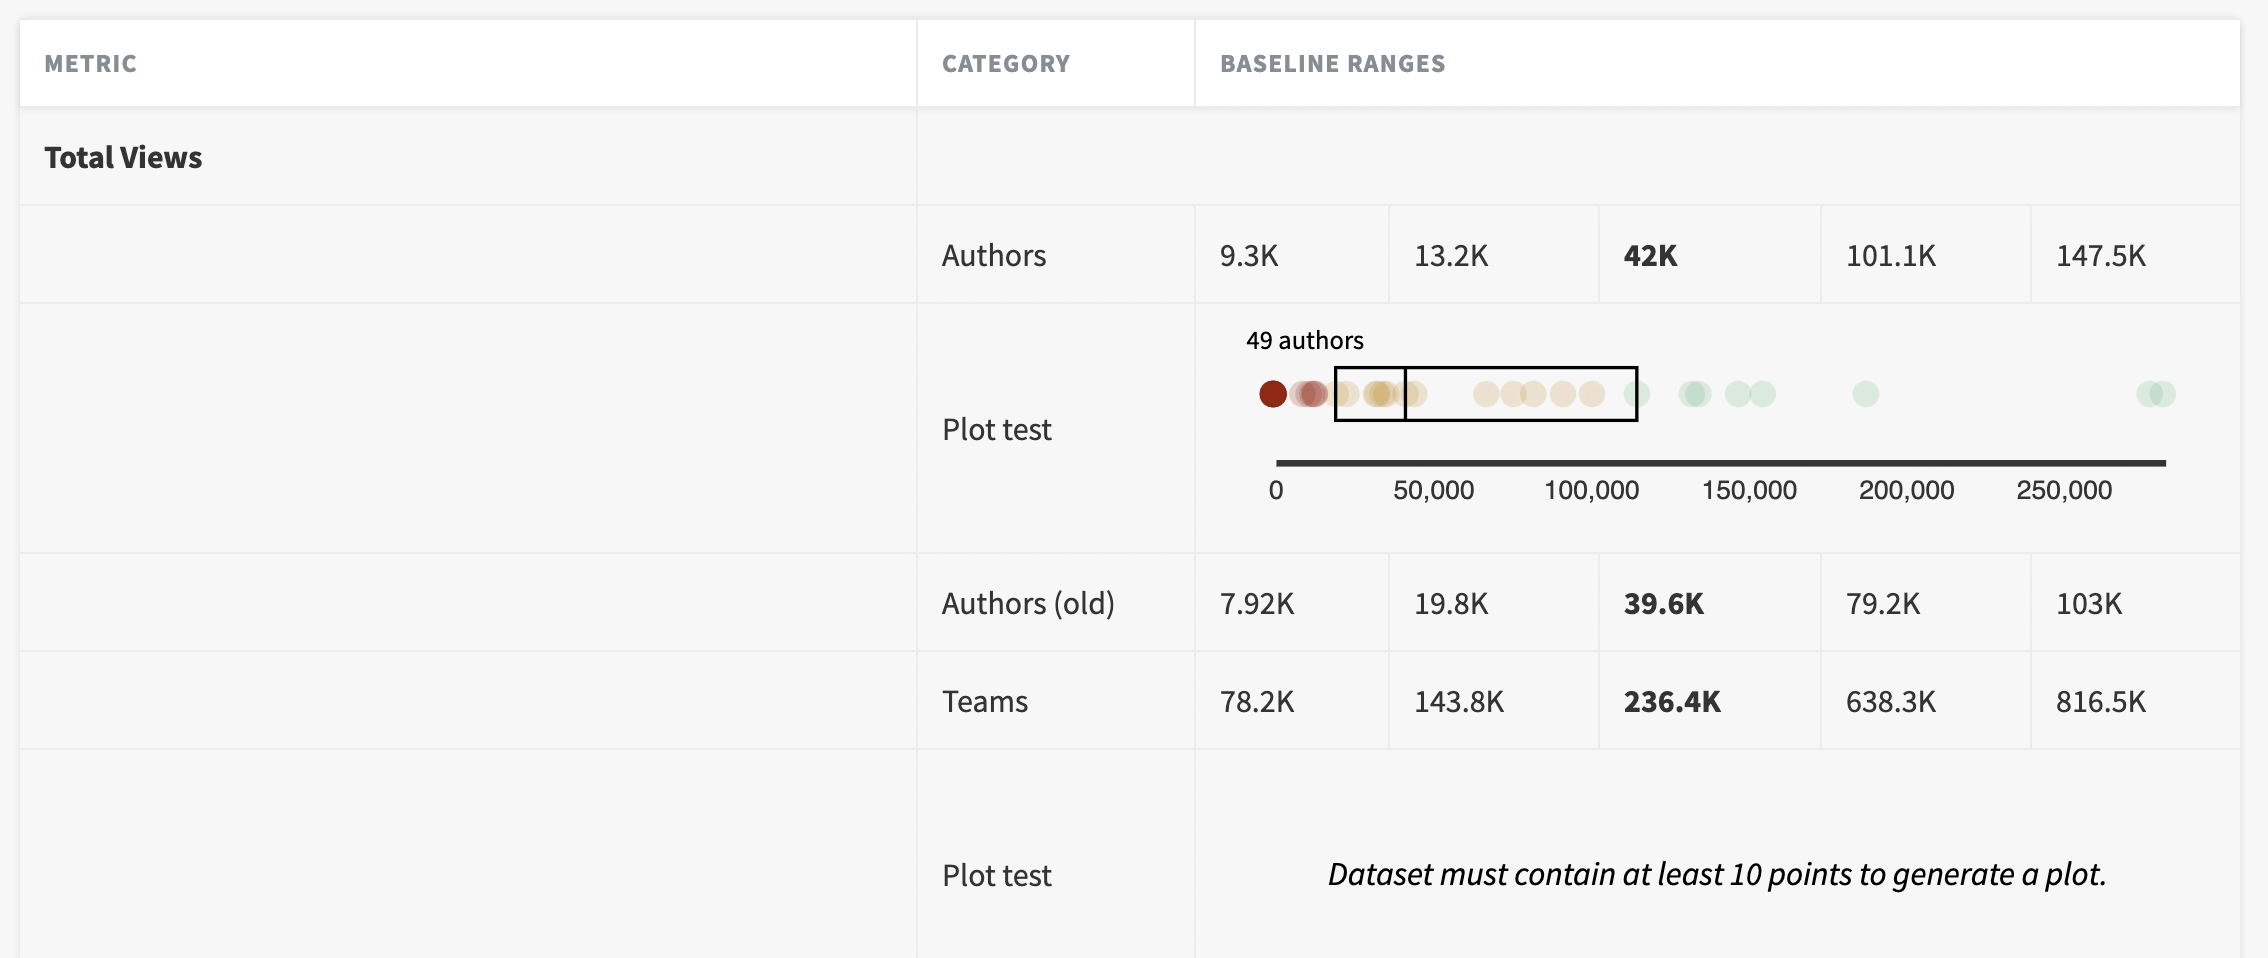 METRIC CATEGORY BASELINE RANGES
Total Views
Authors 9.3K 13.2K 42K 101.1K 147.5K
49 authors
Plot test
0 50,000 100,000 150,000 200,000 250,000
Authors (old) 7.92K 19.8K 39.6K 79.2K 103K
Teams 78.2K 143.8K 236.4K 638.3K 816.5K
Plot test Dataset must contain at least 10 points to generate a plot.